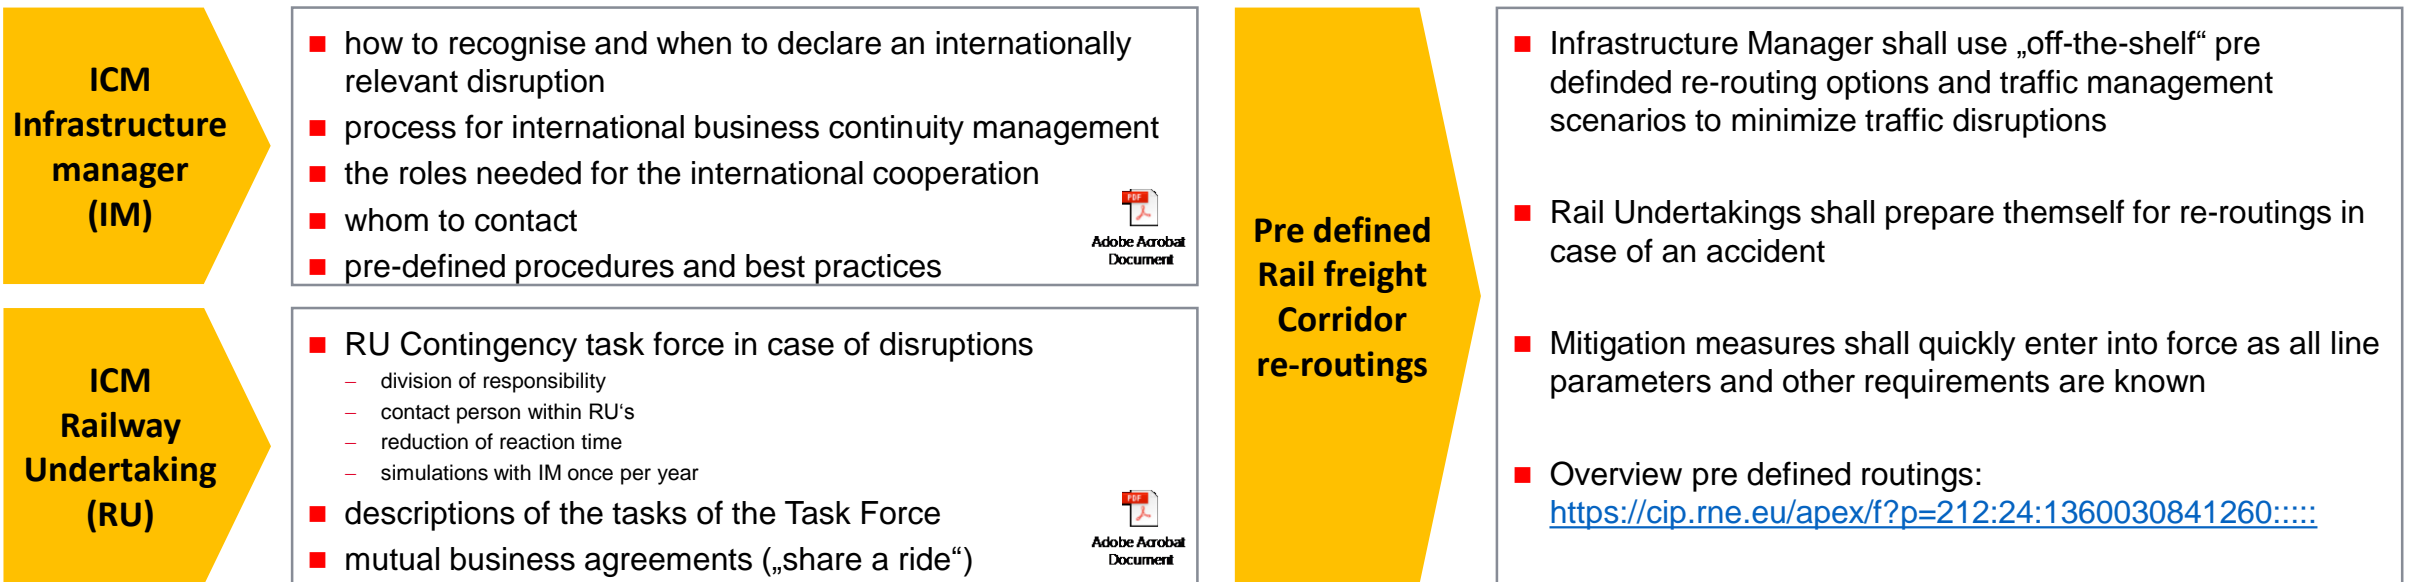 ICM
Infrastructure
manager
(IM)
how to recognise and when to declare an internationally
relevant disruption
process for international business continuity management
the roles needed for the international cooperation
whom to contact
pre-defined procedures and best practices
Adobe Acrobat
Document
ICM
Railway
Undertaking
(RU)
RU Contingency task force in case of disruptions
– division of responsibility
– contact person within RU‘s
– reduction of reaction time
– simulations with IM once per year
descriptions of the tasks of the Task Force
mutual business agreements („share a ride“)
Adobe Acrobat
Document
Pre defined
Rail freight
Corridor
re-routings
Infrastructure Manager shall use „off-the-shelf“ pre
definded re-routing options and traffic management
scenarios to minimize traffic disruptions
Rail Undertakings shall prepare themself for re-routings in
case of an accident
Mitigation measures shall quickly enter into force as all line
parameters and other requirements are known
Overview pre defined routings:
https://cip.rne.eu/apex/f?p=212:24:1360030841260:::::